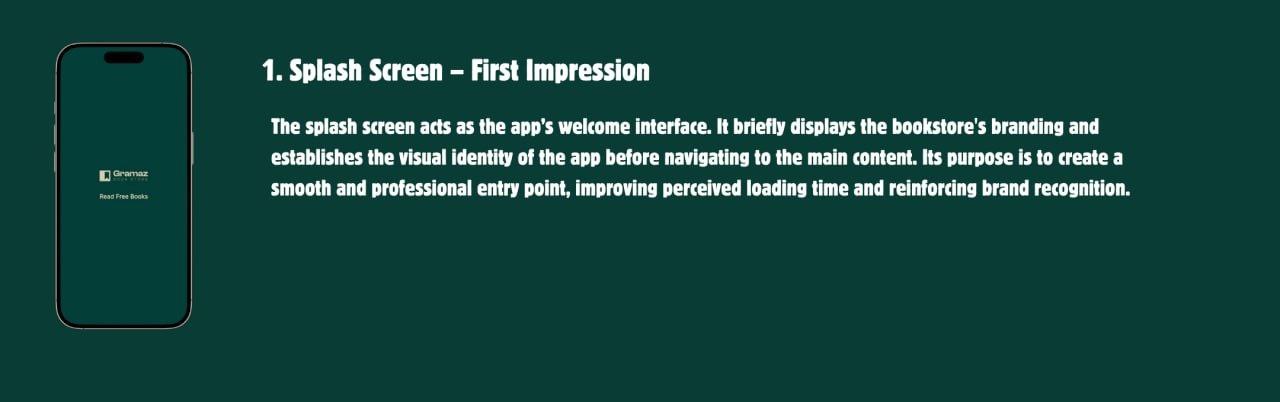 1. Splash Screen – First Impression
The splash screen acts as the app’s welcome interface. It briefly displays the bookstore's branding and
establishes the visual identity of the app before navigating to the main content. Its purpose is to create a
smooth and professional entry point, improving perceived loading time and reinforcing brand recognition.
Gramaz
BOOK STORE
Read Free Books